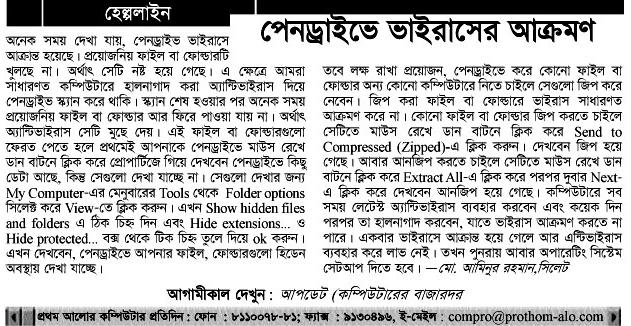 হেল্পলাইন
পেনড্রাইভে ভাইরাসের আক্রমণ
অনেক সময় দেখা যায়, পেনড্রাইভ ভাইরাসে
আক্রান্ত হয়েছে। প্রয়োজনিয় ফাইল বা ফোল্ডারটি
খুলছে না। অর্থাৎ সেটি নষ্ট হয়ে গেছে। এ ক্ষেত্রে আমরা
সাধারণত কম্পিউটারে হালনাগাদ করা অ্যান্টিভাইরাস দিয়ে
পেনড্রাইভ স্ক্যান করে থাকি। স্ক্যান শেষ হওয়ার পর অনেক সময়
প্রয়োজনিয় ফাইল বা ফোল্ডার আর ফিরে পাওয়া যায় না। অর্থাৎ
অ্যান্টিভাইরাস সেটি মুছে দেয়। এই ফাইল বা ফোল্ডারগুলো
ফেরত পেতে হলে প্রথমেই আপনাকে পেনড্রাইভে মাউস রেখে
ডান বাটনে ক্লিক করে প্রোপার্টিজে গিয়ে দেখবেন পেনড্রাইভে কিছু
ডেটা আছে, কিন্তু সেগুলো দেখা যাচ্ছে না। সেগুলো দেখার জন্য
My Computer-এর মেনুবারের Tools থেকে Folder options
সিলেক্ট করে View-তে ক্লিক করুন। এখন Show hidden files
and folders এ ঠিক চিহ্ন দিন এবং Hide extensions... ও
Hide protected... বক্স থেকে টিক চিহ্ন তুলে দিয়ে ok করুন।
এখন দেখবেন, পেনড্রাইভে আপনার ফাইল, ফোল্ডারগুলো হিডেন
অবস্থায় দেখা যাচ্ছে।
তবে লক্ষ রাখা প্রয়োজন, পেনড্রাইভে করে কোনো ফাইল বা
ফোল্ডার অন্য কোনো কম্পিউটারে নিতে চাইলে সেগুলো জিপ করে
নেবেন। জিপ করা ফাইল বা ফোল্ডারে ভাইরাস সাধারণত
আক্রমণ করে না। কোনো ফাইল বা ফোল্ডার জিপ করতে চাইলে
সেটিতে মাউস রেখে ডান বাটনে ক্লিক করে Send to
Compressed (Zipped)-এ ক্লিক করুন। দেখবেন জিপ হয়ে
গেছে। আবার আনজিপ করতে চাইলে সেটিতে মাউস রেখে ডান
বাটনে ক্লিক করে Extract All-এ ক্লিক করে পরপর দুবার Next-
এ ক্লিক করে দেখবেন আনজিপ হয়ে গেছে। কম্পিউটারে সব
সময় লেটেস্ট অ্যান্টিভাইরাস ব্যবহার করবেন এবং কয়েক দিন
পরপর তা হালনাগাদ করবেন, যাতে ভাইরাস আক্রমণ করতে না
পারে। একবার ভাইরাসে আক্রান্ত হয়ে গেলে আর এন্টিভাইরাস
ব্যবহার করে লাভ নেই। তখন পুনরায় আবার অপারেটিং সিস্টেম
সেটআপ দিতে হবে। —মো. আমিনুর রহমান, সিলেট
আগামীকাল দেখুন : আপডেট (কম্পিউটারের বাজারদর
প্রথম আলোর কম্পিউটার প্রতিদিন : ফোন : ৮১১০০৭৮-৮১; ফ্যাক্স : ৯১৩০৪৯৬, ই-মেইল : compro@prothom-alo.com